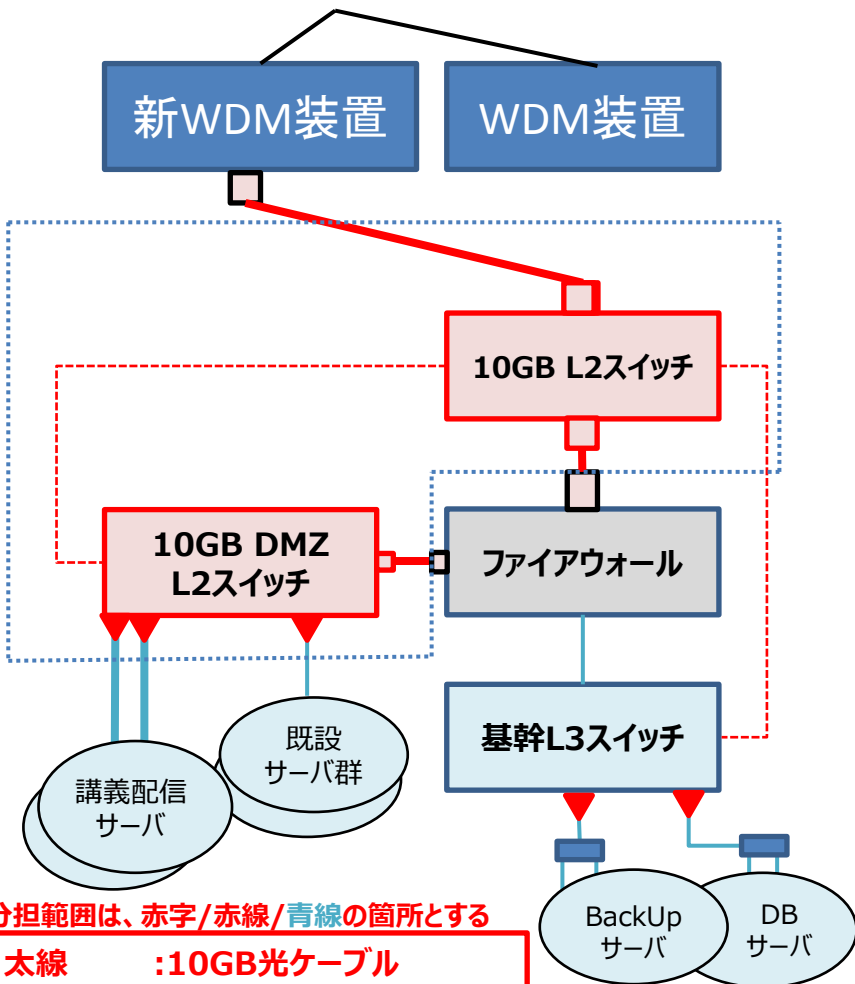 新WDM装置
WDM装置
10GB L2スイッチ
10GB DMZ
L2スイッチ
ファイアウォール
基幹L3スイッチ
既設
サーバ群
講義配信
サーバ
BackUp
サーバ
DB
サーバ
分担範囲は、赤字/赤線/青線の箇所とする
太線 :10GB光ケーブル